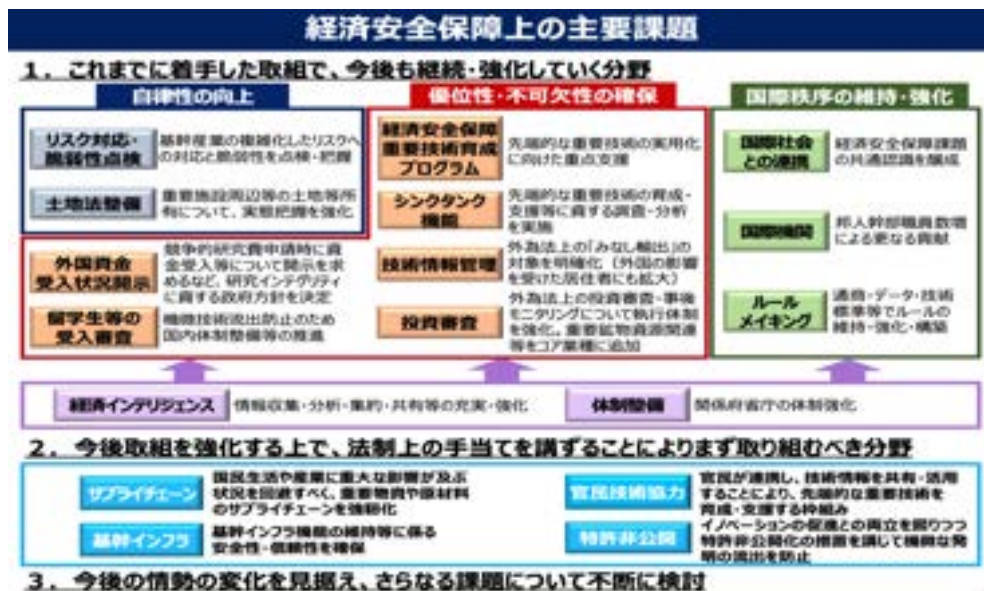 経済安全保障上の主要課題
1．これまでに着手した取組で、今後も継続・強化していく分野
自律性の向上
リスク対応・
脆弱性点検
基幹産業の複雑化したリスクへ
の対応と脆弱性を点検・把握
土地法整備
重要施設周辺等の土地等所
有について、実態把握を強化
外国資金
受入状況開示
競争的研究費申請時に資
金受入等について開示を求
めるなど、研究インテグリティ
に資する政府方針を決定
留学生等の
受入審査
機微技術流出防止のため
国内体制整備等の推進
優位性・不可欠性の確保
経済安全保障
重要技術育成
プログラム
先端的な重要技術の実用化
に向けた重点支援
シンクタンク
機能
先端的な重要技術の育成・
支援等に資する調査・分析
を実施
技術情報管理
外為法上の「みなし輸出」の
対象を明確化（外国の影響
を受けた居住者にも拡大）
投資審査
外為法上の投資審査・事後
モニタリングについて執行体制
を強化。重要鉱物資源関連
等をコア業種に追加
国際秩序の維持・強化
国際社会
との連携
経済安全保障課題
の共通認識を醸成
国際機関
邦人幹部職員数増
による更なる貢献
ルール
メイキング
通商・データ・技術
標準等でルールの
維持・強化・構築
経済インテリジェンス
情報収集・分析・集約・共有等の充実・強化
体制整備
関係府省庁の体制強化
2．今後取組を強化する上で、法制上の手当てを講ずることによりまず取り組むべき分野
サプライチェーン
国民生活や産業に重大な影響が及ぶ
状況を回避すべく、重要物資や原材料
のサプライチェーンを強靭化
基幹インフラ
基幹インフラ機能の維持等に係る
安全性・信頼性を確保
官民技術協力
官民が連携し、技術情報を共有・活用
することにより、先端的な重要技術を
育成・支援する枠組み
特許非公開
イノベーションの促進との両立を図りつつ
特許非公開化の措置を講じて機微な発
明の流出を防止
3．今後の情勢の変化を見据え、さらなる課題について不断に検討